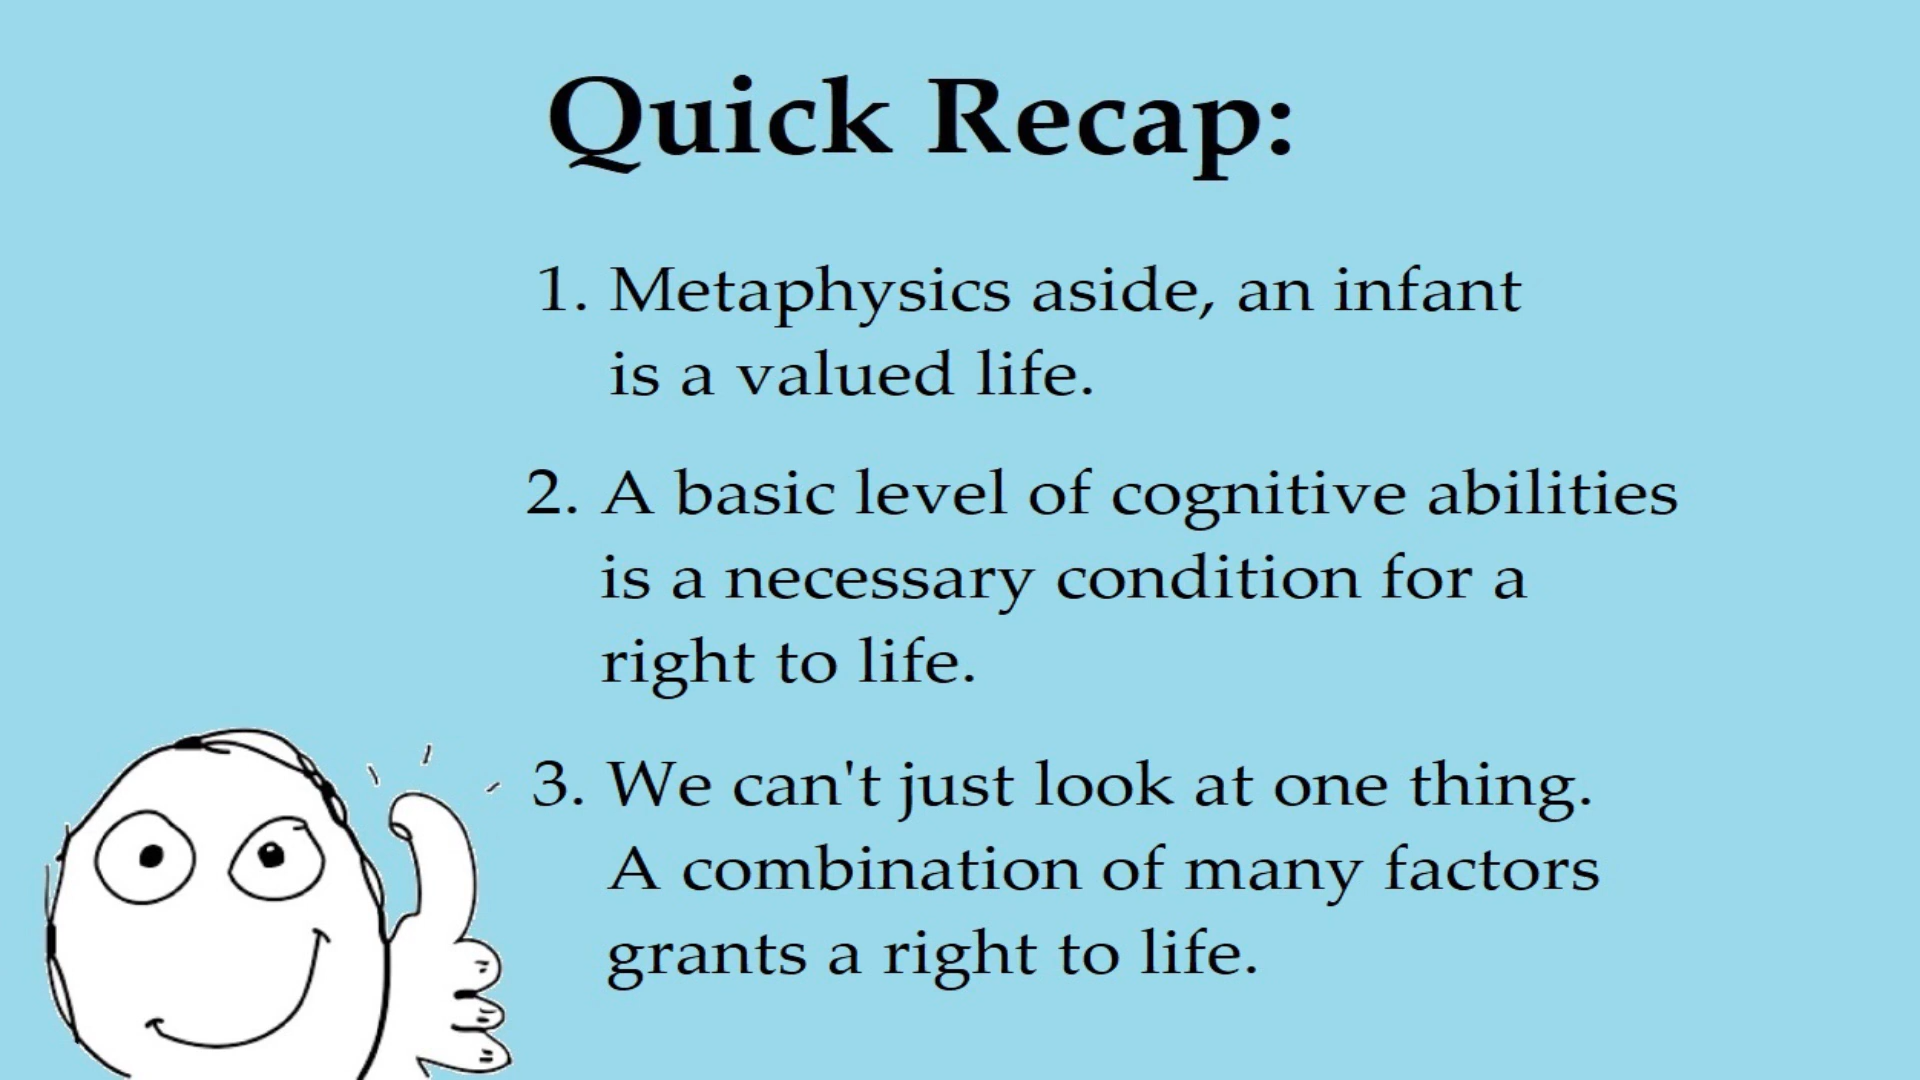 Quick Recap:
1. Metaphysics aside, an infant
is a valued life.
2. A basic level of cognitive abilities
is a necessary condition for a
right to life.
3. We can't just look at one thing.
A combination of many factors
grants a right to life.